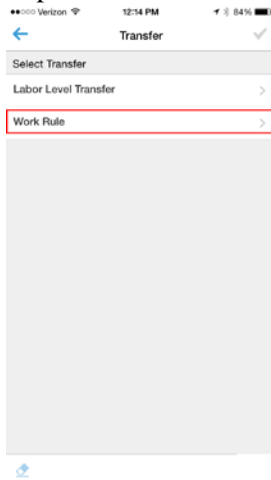 Verizon 12:14 PM 84%
Transfer
Select Transfer
Labor Level Transfer
Work Rule